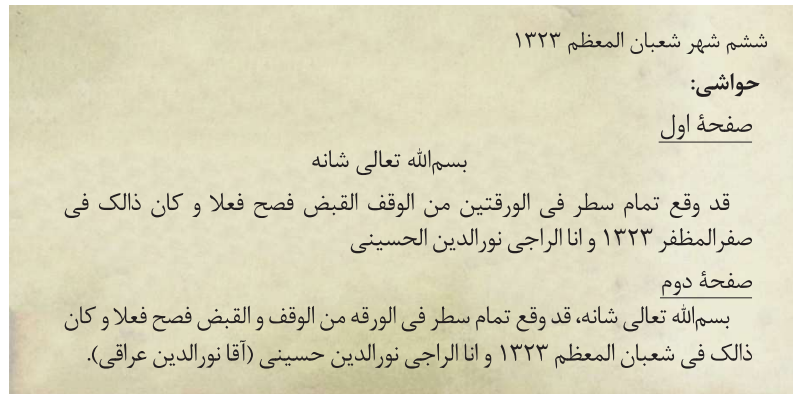 ششم شهر شعبان المعظم ۱۳۲۳
حواشی:
صفحهٔ اول
بسم‌الله تعالی شانه
قد وقع تمام سطر فی الورقتین من الوقف القبض فصح فعلا و کان ذالک فی
صفرالمظفر ۱۳۲۳ و انا الراجی نورالدین الحسینی
صفحهٔ دوم
بسم‌الله تعالی شانه، قد وقع تمام سطر فی الورقه من الوقف و القبض فصح فعلا و کان
ذالک فی شعبان المعظم ۱۳۲۳ و انا الراجی نورالدین حسینی (آقا نورالدین عراقی).